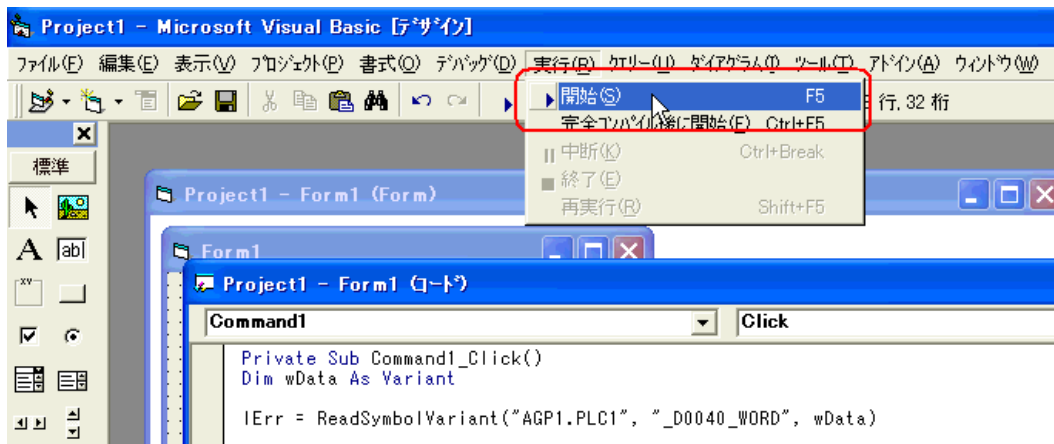 Project1 - Microsoft Visual Basic [ﾃﾞｻﾞｲﾝ]
ﾌｧｲﾙ(F) 編集(E) 表示(V) ﾌﾟﾛｼﾞｪｸﾄ(P) 書式(O) ﾃﾞﾊﾞｯｸﾞ(D) 実行(R) ｸｴﾘｰ(U) ﾀﾞｲｱｸﾞﾗﾑ(I) ﾂｰﾙ(T) ｱﾄﾞｲﾝ(A) ｳｨﾝﾄﾞｳ(W)
開始(S) F5
行, 32 桁
完全ｺﾝﾊﾟｲﾙ後に開始(F) Ctrl+F5
中断(K) Ctrl+Break
終了(E)
再実行(R) Shift+F5
標準
A ab|
xv
Project1 - Form1 (Form)
Form1
Project1 - Form1 (ｺｰﾄﾞ)
Command1 Click
Private Sub Command1_Click()
Dim wData As Variant
lErr = ReadSymbolVariant("AGP1.PLC1", "_D0040_WORD", wData)